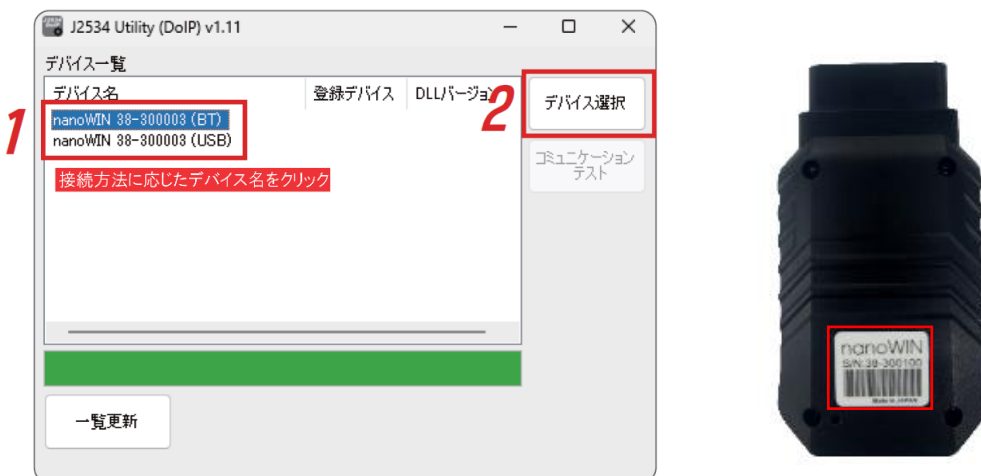 J2534 Utility (DoIP) v1.11
デバイス一覧
デバイス名 登録デバイス DLLバージョン
nanoWIN 38-300003 (BT)
nanoWIN 38-300003 (USB)
1
接続方法に応じたデバイス名をクリック
2
デバイス選択
コミュニケーション
テスト
一覧更新
nanoWIN
S/N:38-300100
Made in JAPAN